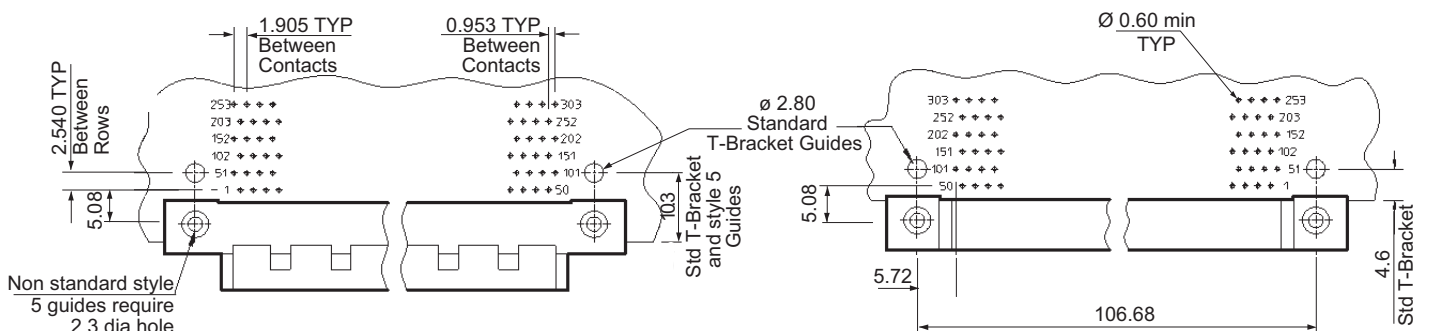 1.905 TYP
Between
Contacts
0.953 TYP
Between
Contacts
2.540 TYP
Between
Rows
253
203
152
102
51
1
303
252
202
151
101
50
5.08
10.3
Std T-Bracket
and style 5
Guides
Non standard style
5 guides require
2.3 dia hole
ø 2.80
Standard
T-Bracket Guides
Ø 0.60 min
TYP
303
252
202
151
101
50
253
203
152
102
51
1
5.08
5.72
106.68
4.6
Std T-Bracket